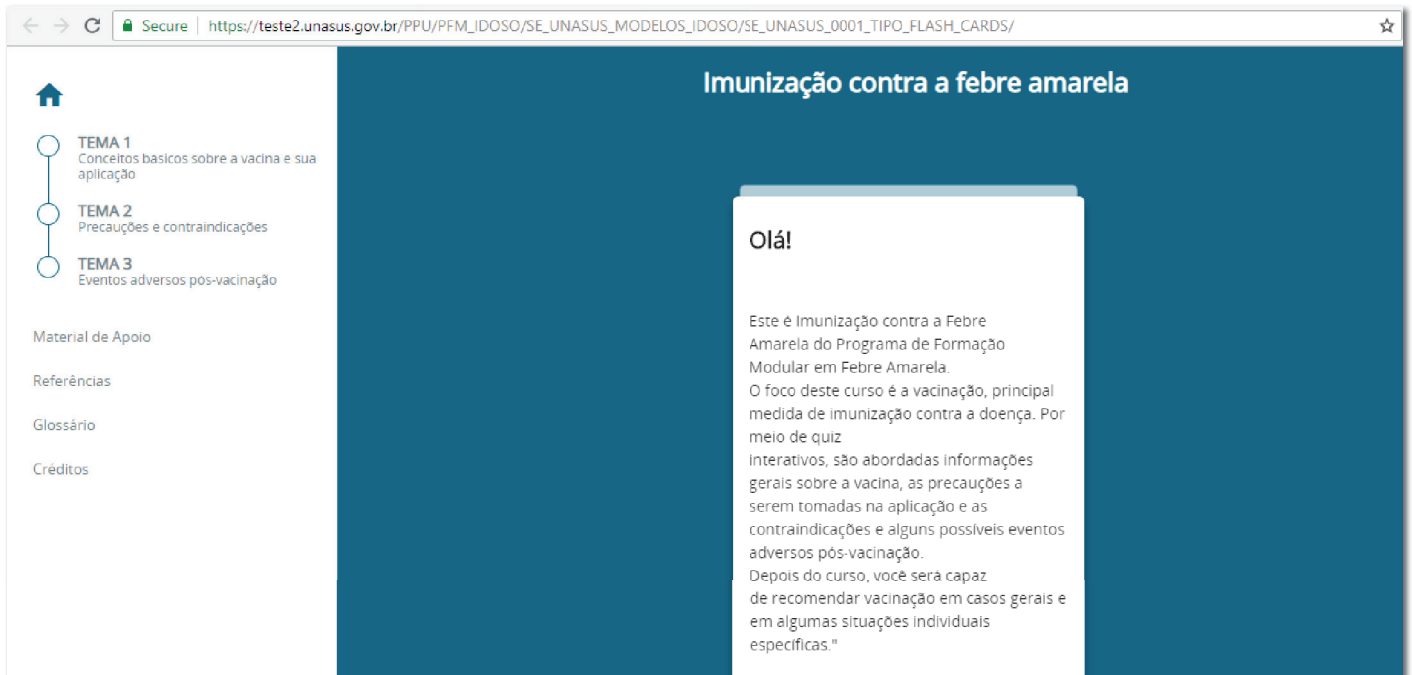 Secure
https://teste2.unasus.gov.br/PPU/PFM_IDOSO/SE_UNASUS_MODELOS_IDOSO/SE_UNASUS_0001_TIPO_FLASH_CARDS/
TEMA 1
Conceitos basicos sobre a vacina e sua
aplicação
TEMA 2
Precauções e contraindicações
TEMA 3
Eventos adversos pós-vacinação
Material de Apoio
Referências
Glossário
Créditos
Imunização contra a febre amarela
Olá!
Este é Imunização contra a Febre
Amarela do Programa de Formação
Modular em Febre Amarela.
O foco deste curso é a vacinação, principal
medida de imunização contra a doença. Por
meio de quiz
interativos, são abordadas informações
gerais sobre a vacina, as precauções a
serem tomadas na aplicação e as
contraindicações e alguns possíveis eventos
adversos pós-vacinação.
Depois do curso, você será capaz
de recomendar vacinação em casos gerais e
em algumas situações individuais
específicas."